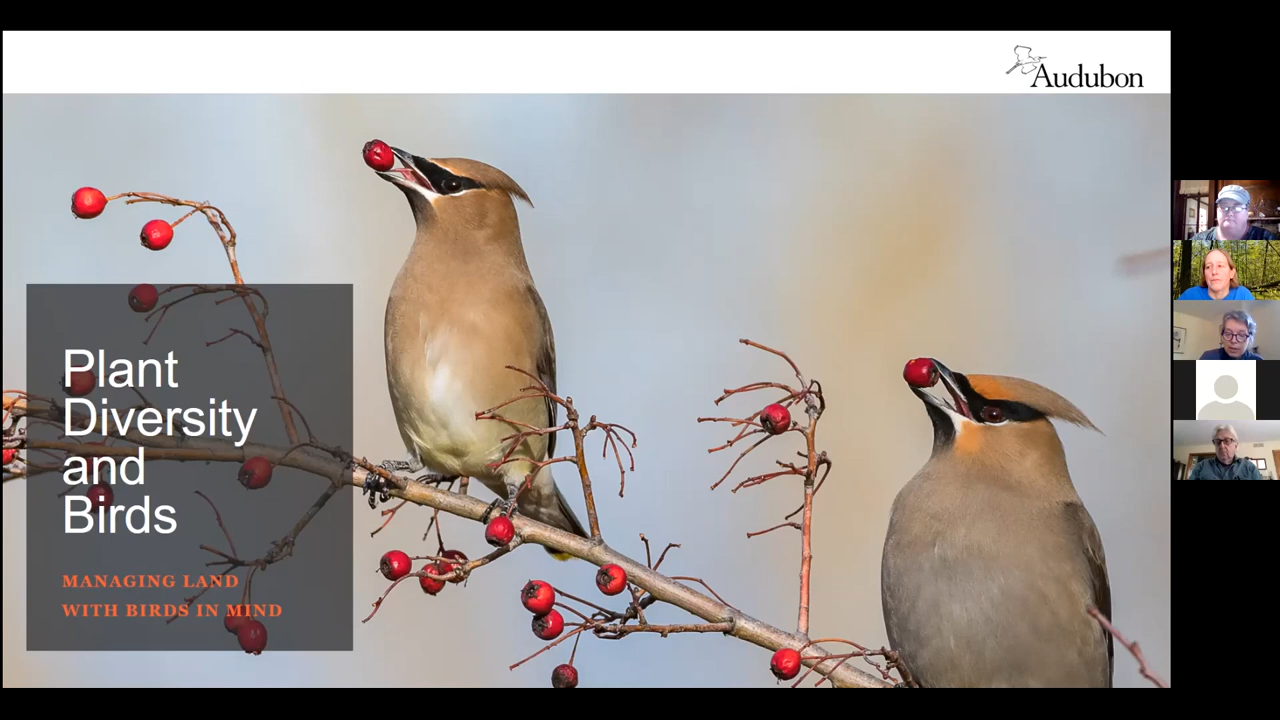 Audubon
Plant
Diversity
and
Birds
MANAGING LAND
WITH BIRDS IN MIND